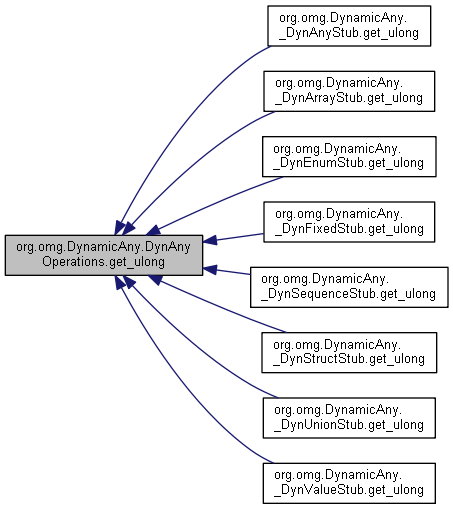 org.omg.DynamicAny.
_DynAnyStub.get_ulong
org.omg.DynamicAny.
_DynArrayStub.get_ulong
org.omg.DynamicAny.
_DynEnumStub.get_ulong
org.omg.DynamicAny.
_DynFixedStub.get_ulong
org.omg.DynamicAny.DynAny
Operations.get_ulong
org.omg.DynamicAny.
_DynSequenceStub.get_ulong
org.omg.DynamicAny.
_DynStructStub.get_ulong
org.omg.DynamicAny.
_DynUnionStub.get_ulong
org.omg.DynamicAny.
_DynValueStub.get_ulong